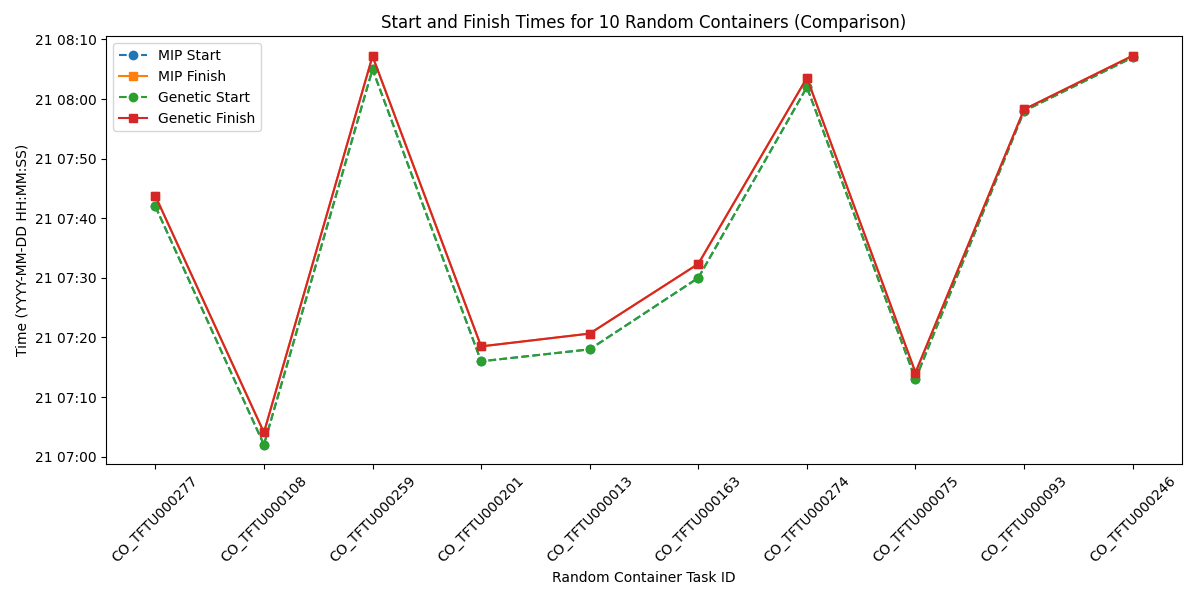 Start and Finish Times for 10 Random Containers (Comparison)
21 08:10
21 08:00
21 07:50
21 07:40
21 07:30
21 07:20
21 07:10
21 07:00
Time (YYYY-MM-DD HH:MM:SS)
MIP Start
MIP Finish
Genetic Start
Genetic Finish
CO_TFTU000277
CO_TFTU000108
CO_TFTU000259
CO_TFTU000201
CO_TFTU000013
CO_TFTU000163
CO_TFTU000274
CO_TFTU000075
CO_TFTU000093
CO_TFTU000246
Random Container Task ID